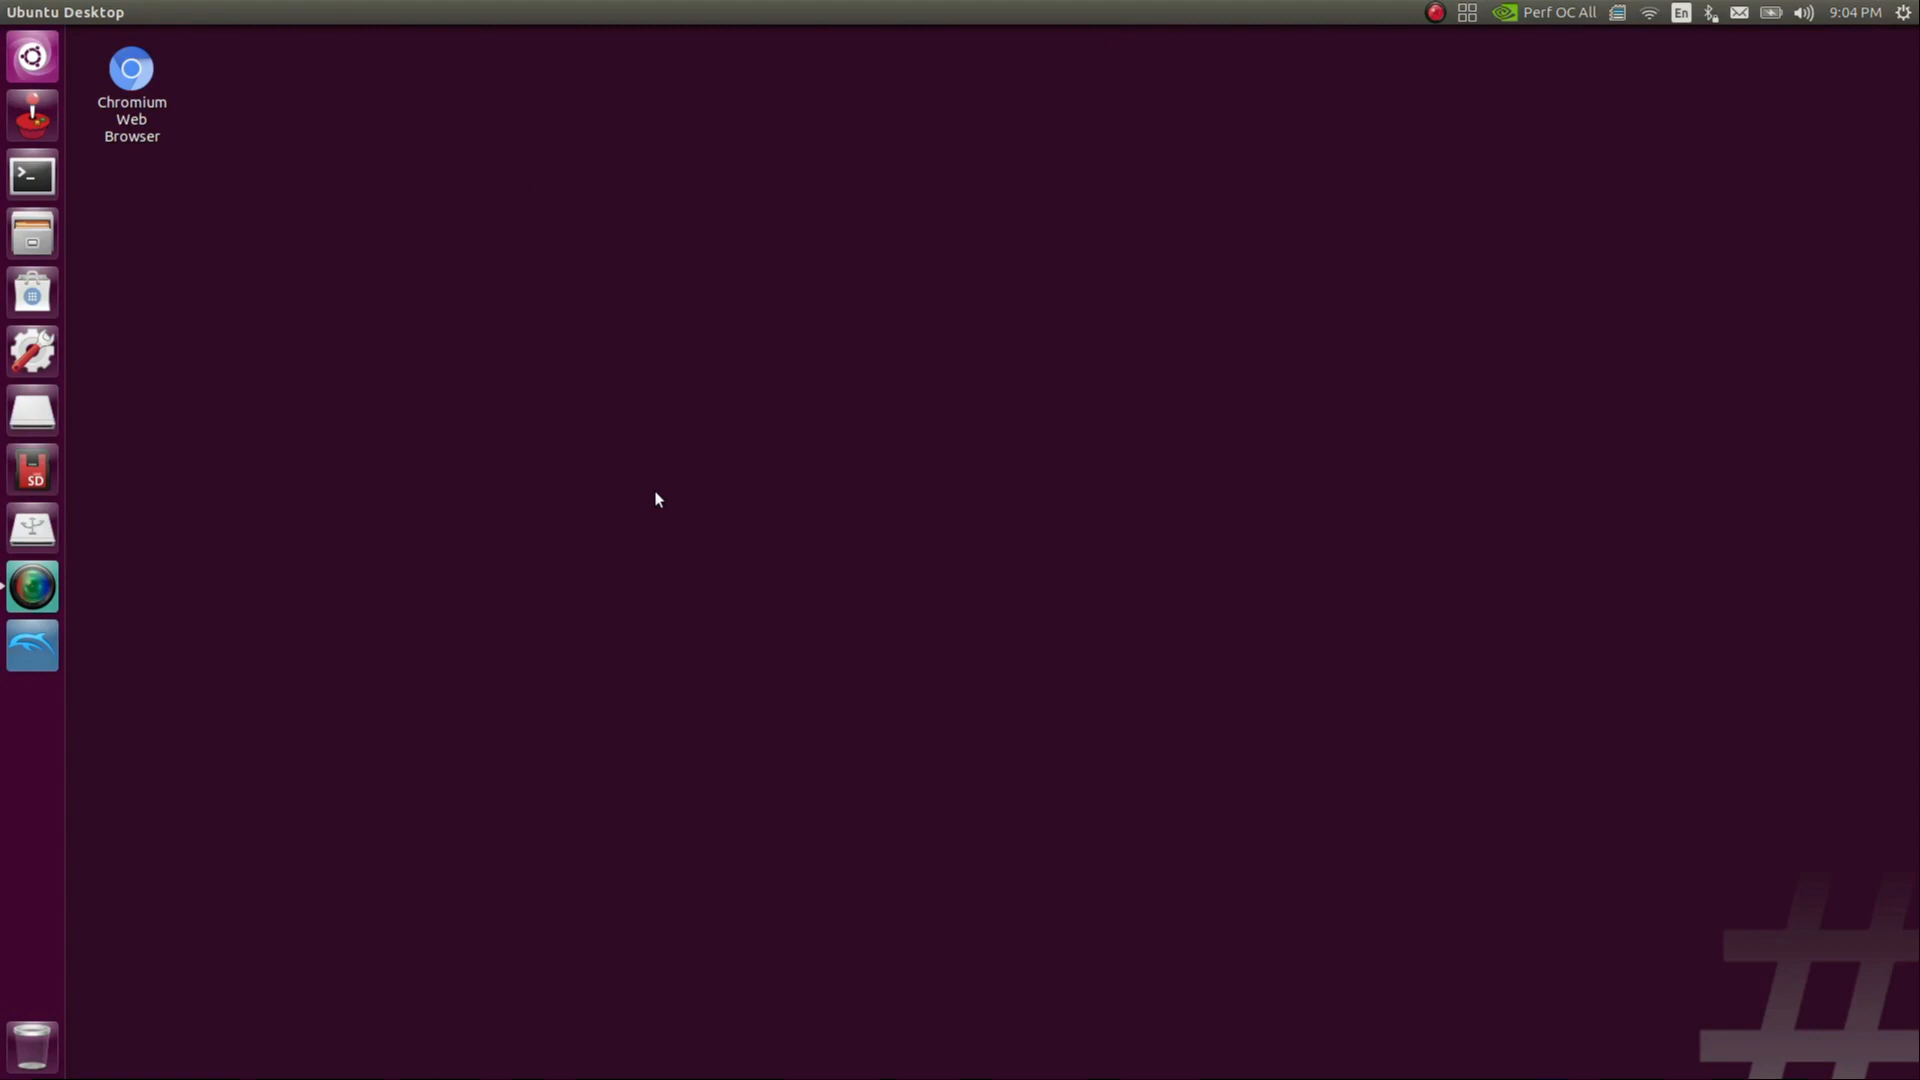 Ubuntu Desktop
Perf OC All
En
9:04 PM
Chromium
Web
Browser
>_
SD
#